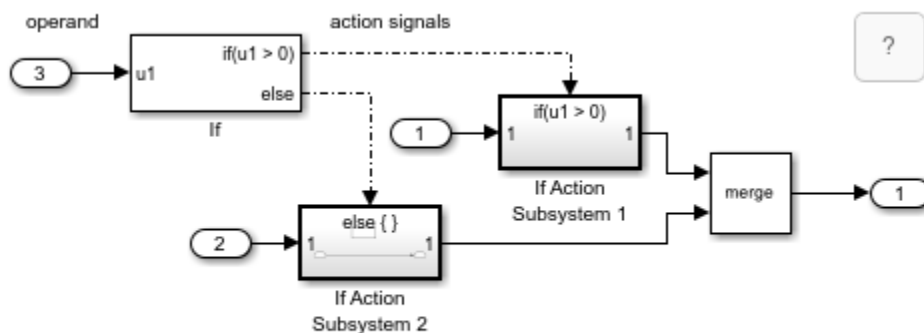 operand
action signals
3
u1
if(u1 > 0)
else
If
?
1
if(u1 > 0)
1
1
If Action
Subsystem 1
merge
1
2
else { }
1
1
If Action
Subsystem 2